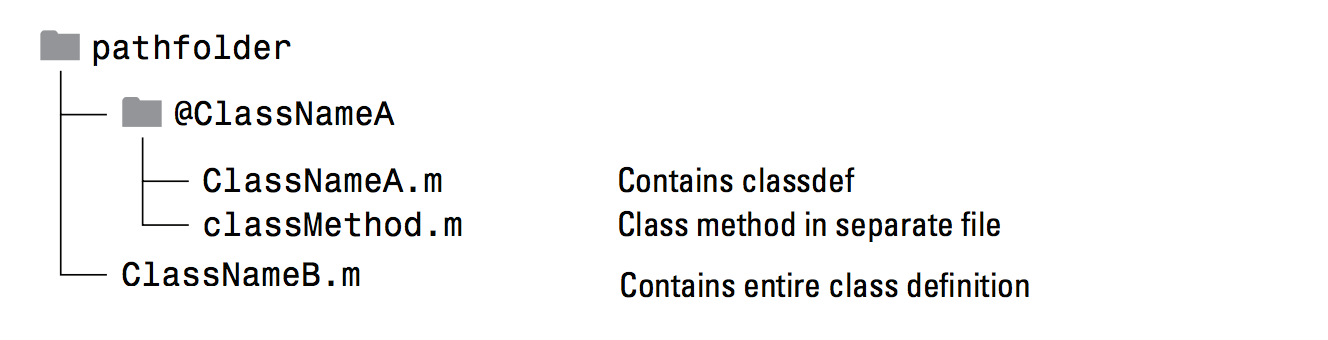 pathfolder
@ClassNameA
ClassNameA.m Contains classdef
classMethod.m Class method in separate file
ClassNameB.m Contains entire class definition